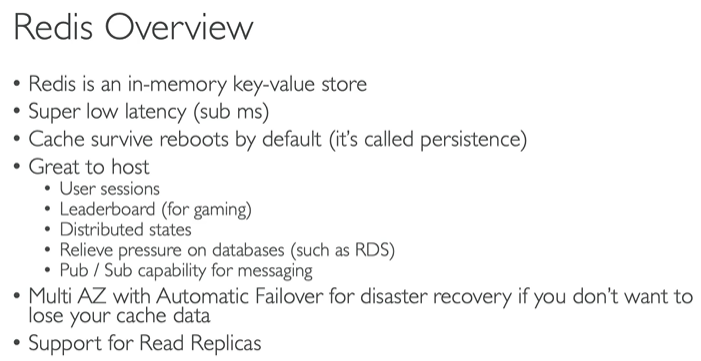 Redis Overview
• Redis is an in-memory key-value store
• Super low latency (sub ms)
• Cache survive reboots by default (it's called persistence)
• Great to host
• User sessions
• Leaderboard (for gaming)
• Distributed states
• Relieve pressure on databases (such as RDS)
• Pub / Sub capability for messaging
• Multi AZ with Automatic Failover for disaster recovery if you don't want to
lose your cache data
• Support for Read Replicas